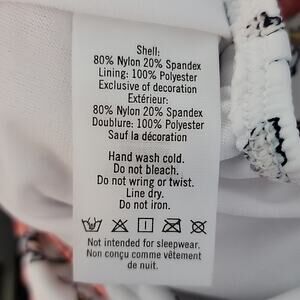 Shell:
80% Nylon 20% Spandex
Lining: 100% Polyester
Exclusive of decoration
Extérieur:
80% Nylon 20% Spandex
Doublure: 100% Polyester
Sauf la décoration
Hand wash cold.
Do not bleach.
Do not wring or twist.
Line dry.
Do not iron.
Not intended for sleepwear.
Non conçu comme vêtement
de nuit.